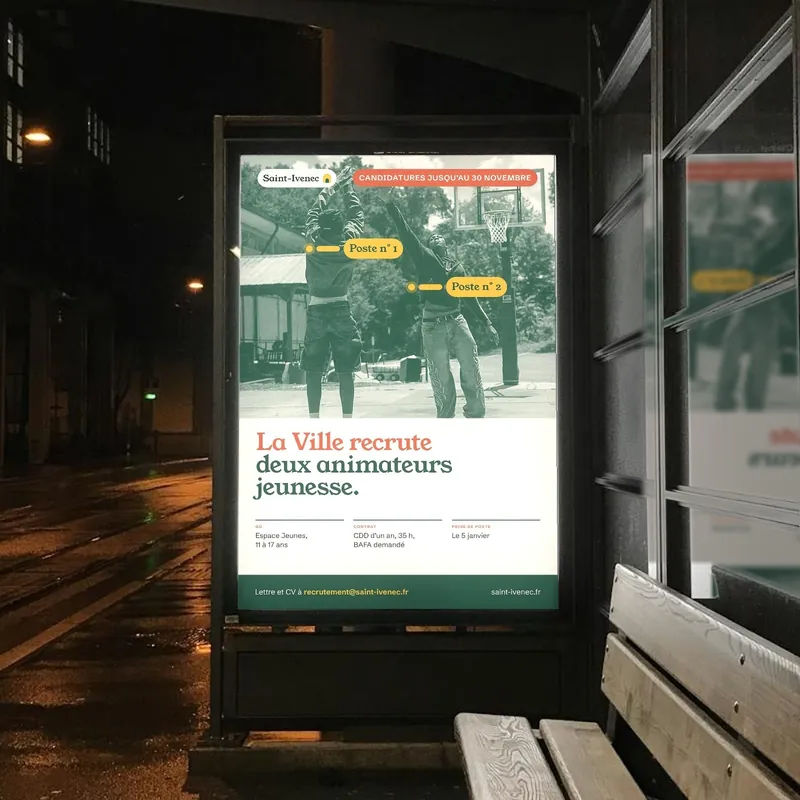 Saint-Ivenec
CANDIDATURES JUSQU'AU 30 NOVEMBRE
Poste n° 1
Poste n° 2
La Ville recrute
deux animateurs
jeunesse.
OÙ
Espace Jeunes,
11 à 17 ans
CONTRAT
CDD d'un an, 35 h,
BAFA demandé
PRISE DE POSTE
Le 5 janvier
Lettre et CV à recrutement@saint-ivenec.fr
saint-ivenec.fr